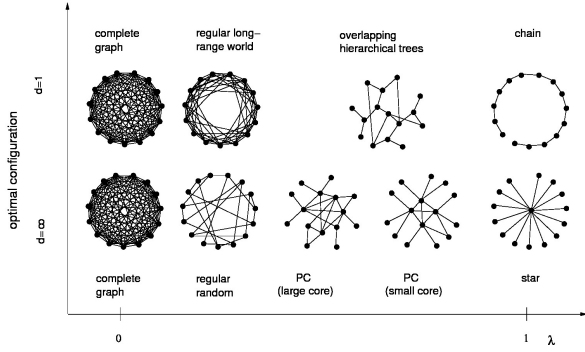 complete
graph
regular long-
range world
overlapping
hierarchical trees
chain
d=1
optimal configuration
d=∞
complete
graph
regular
random
PC
(large core)
PC
(small core)
star
0
1
λ